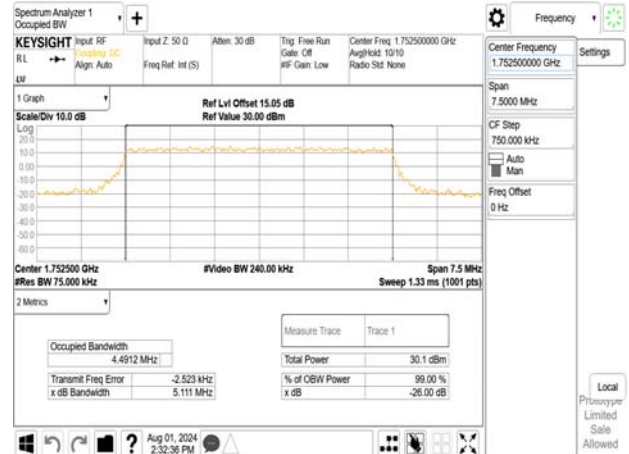 Spectrum Analyzer 1
Occupied BW
Frequency
KEYSIGHT
Input: RF
Coupling: DC
Align: Auto
Input Z: 50 Ω
Freq Ref: Int (S)
Atten: 30 dB
Trig: Free Run
Gate: Off
#IF Gain: Low
Center Freq: 1.752500000 GHz
Avg|Hold: 10/10
Radio Std: None
RL
Center Frequency
1.752500000 GHz
Settings
Span
7.5000 MHz
CF Step
750.000 kHz
Auto
Man
Freq Offset
0 Hz
1 Graph
Scale/Div 10.0 dB
Ref Lvl Offset 15.05 dB
Ref Value 30.00 dBm
Log
20.0
10.0
0.00
-10.0
-20.0
-30.0
-40.0
-50.0
-60.0
Center 1.752500 GHz
#Video BW 240.00 kHz
Span 7.5 MHz
#Res BW 75.000 kHz
Sweep 1.33 ms (1001 pts)
2 Metrics
Measure Trace
Trace 1
Occupied Bandwidth
4.4912 MHz
Total Power
30.1 dBm
Transmit Freq Error
-2.523 kHz
% of OBW Power
99.00 %
x dB Bandwidth
5.111 MHz
x dB
-26.00 dB
Local
Prototype
Limited
Sale
Allowed
?
Aug 01, 2024
2:32:36 PM